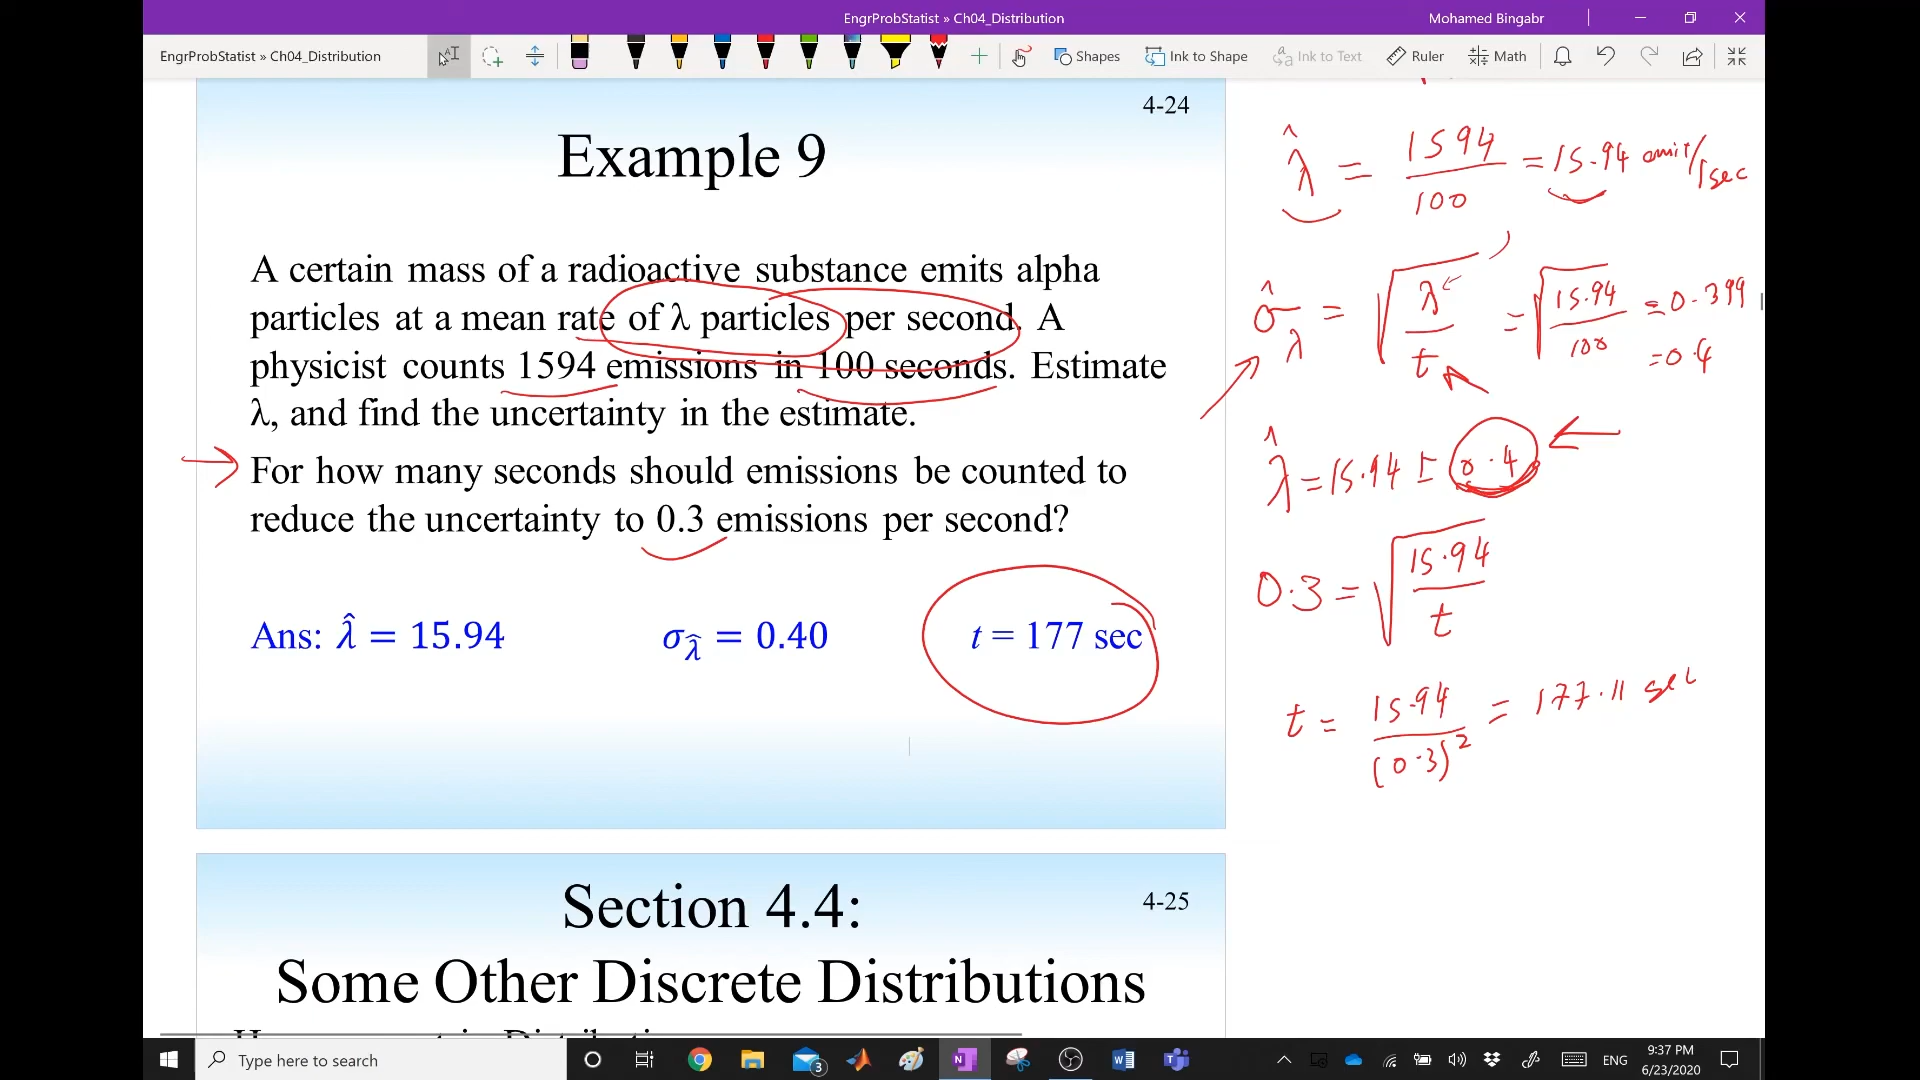 EngrProbStatist » Ch04_Distribution
Mohamed Bingabr
EngrProbStatist » Ch04_Distribution
Shapes
Ink to Shape
Ink to Text
Ruler
Math
4-24
Example 9
A certain mass of a radioactive substance emits alpha
particles at a mean rate of λ particles per second. A
physicist counts 1594 emissions in 100 seconds. Estimate
λ, and find the uncertainty in the estimate.
For how many seconds should emissions be counted to
reduce the uncertainty to 0.3 emissions per second?
Ans: λ̂ = 15.94
σ_λ̂ = 0.40
t = 177 sec
λ̂ = 1594/100 = 15.94 emit/1sec
σ̂_λ = √(λ/t) = √(15.94/100) = 0.399
= 0.4
λ̂ = 15.94 ± 0.4
0.3 = √(15.94/t)
t = 15.94/(0.3)² = 177.11 sec
4-25
Section 4.4:
Some Other Discrete Distributions
Type here to search
3
ENG
9:37 PM
6/23/2020